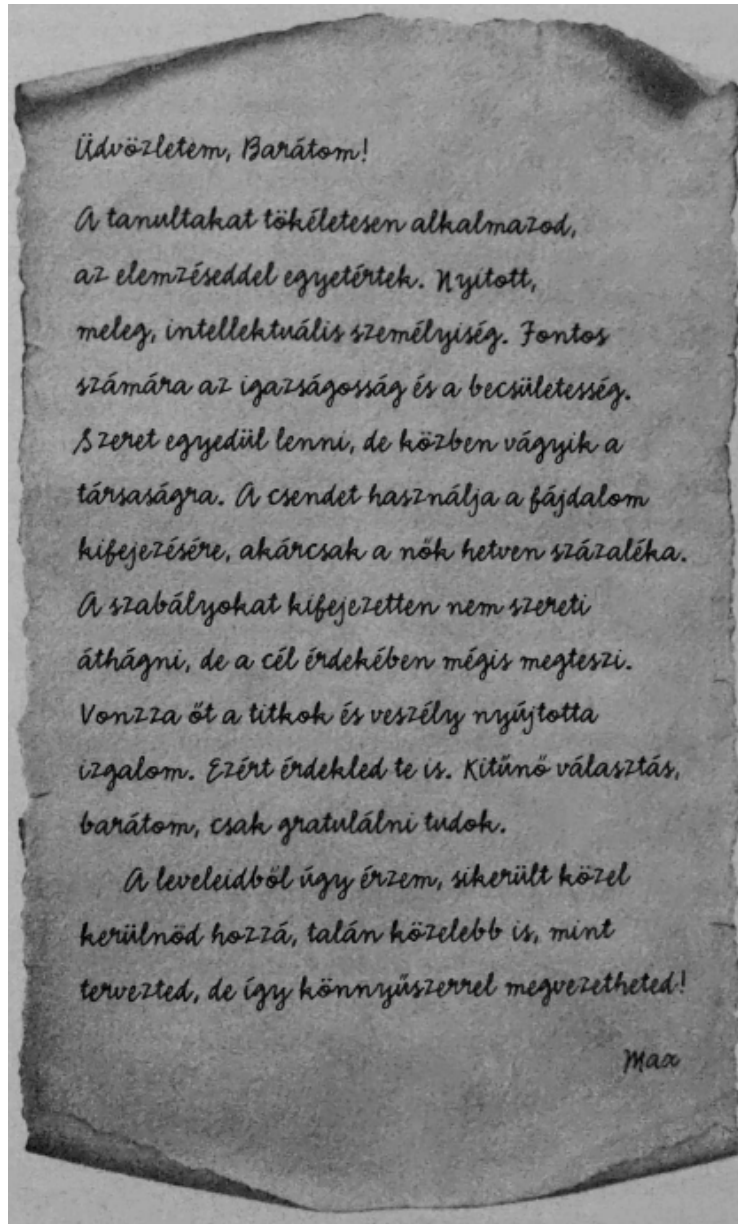 Üdvözletem, Barátom!
A tanultakat tökéletesen alkalmazod,
az elemzéseddel egyetértek. Nyitott,
meleg, intellektuális személyiség. Fontos
számára az igazságosság és a becsületesség.
Szeret egyedül lenni, de közben vágyik a
társaságra. A csendet használja a fájdalom
kifejezésére, akárcsak a nők hetven százaléka.
A szabályokat kifejezetten nem szereti
áthágni, de a cél érdekében mégis megteszi.
Vonzza őt a titkok és veszély nyújtotta
izgalom. Ezért érdekled te is. Kitűnő választás,
barátom, csak gratulálni tudok.
A leveleidből úgy érzem, sikerült közel
kerülnöd hozzá, talán közelebb is, mint
tervezted, de így könnyűszerrel megvezetheted!
Max